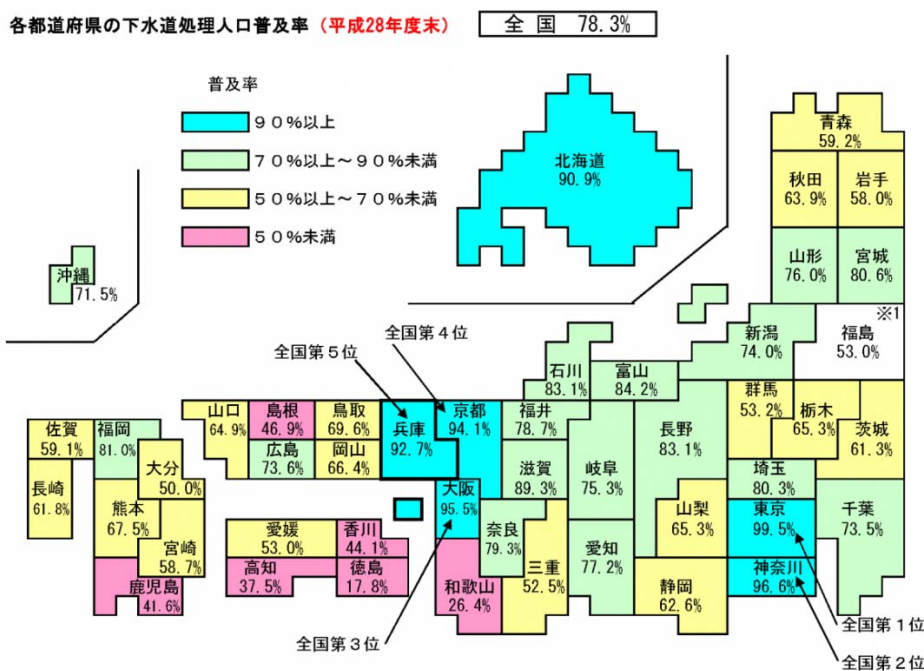 各都道府県の下水道処理人口普及率 (平成28年度末) 全国 78.3%
普及率
90%以上
70%以上~90%未満
50%以上~70%未満
50%未満
北海道
90.9%
青森
59.2%
秋田
63.9%
岩手
58.0%
山形
76.0%
宮城
80.6%
沖縄
71.5%
※1
福島
53.0%
新潟
74.0%
全国第4位
全国第5位
石川
83.1%
富山
84.2%
群馬
53.2%
栃木
65.3%
茨城
61.3%
山口
64.9%
島根
46.9%
鳥取
69.6%
兵庫
92.7%
京都
94.1%
福井
78.7%
長野
83.1%
佐賀
59.1%
福岡
81.0%
広島
73.6%
岡山
66.4%
滋賀
89.3%
岐阜
75.3%
埼玉
80.3%
大分
50.0%
長崎
61.8%
大阪
95.5%
山梨
65.3%
東京
99.5%
千葉
73.5%
熊本
67.5%
愛媛
53.0%
香川
44.1%
奈良
79.3%
愛知
77.2%
宮崎
58.7%
高知
37.5%
徳島
17.8%
和歌山
26.4%
三重
52.5%
静岡
62.6%
神奈川
96.6%
鹿児島
41.6%
全国第3位
全国第1位
全国第2位